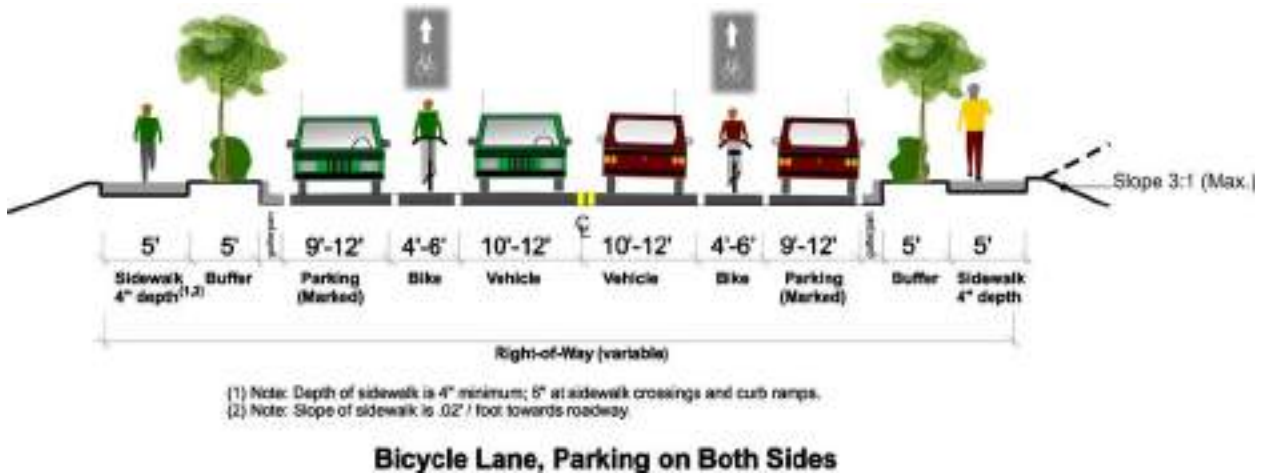 Slope 3:1 (Max.)
5' 5' 9'-12' 4'-6' 10'-12' 10'-12' 4'-6' 9'-12' 5' 5'
Sidewalk Buffer Parking Bike Vehicle Vehicle Bike Parking Buffer Sidewalk
4" depth(1,2) (Marked) (Marked) 4" depth
Right-of-Way (variable)
(1) Note: Depth of sidewalk is 4" minimum; 6" at sidewalk crossings and curb ramps.
(2) Note: Slope of sidewalk is .02' / foot towards roadway.
Bicycle Lane, Parking on Both Sides